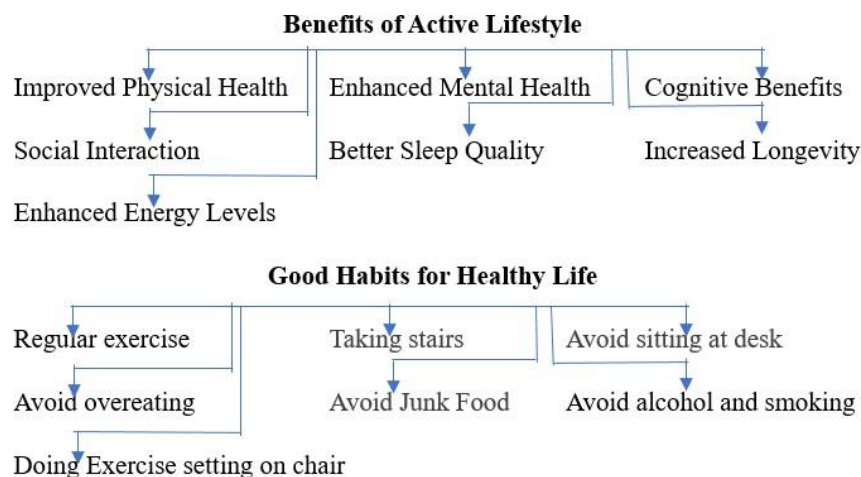 Benefits of Active Lifestyle
Improved Physical Health Enhanced Mental Health Cognitive Benefits
Social Interaction Better Sleep Quality Increased Longevity
Enhanced Energy Levels
Good Habits for Healthy Life
Regular exercise Taking stairs Avoid sitting at desk
Avoid overeating Avoid Junk Food Avoid alcohol and smoking
Doing Exercise setting on chair